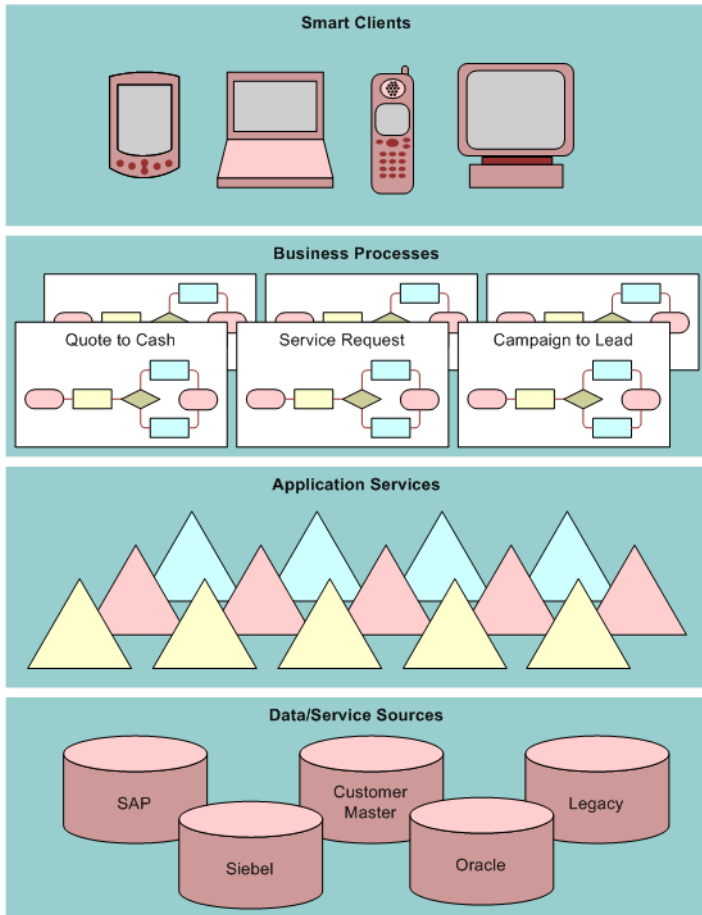 Smart Clients
Business Processes
Quote to Cash
Service Request
Campaign to Lead
Application Services
Data/Service Sources
SAP
Customer
Master
Legacy
Siebel
Oracle